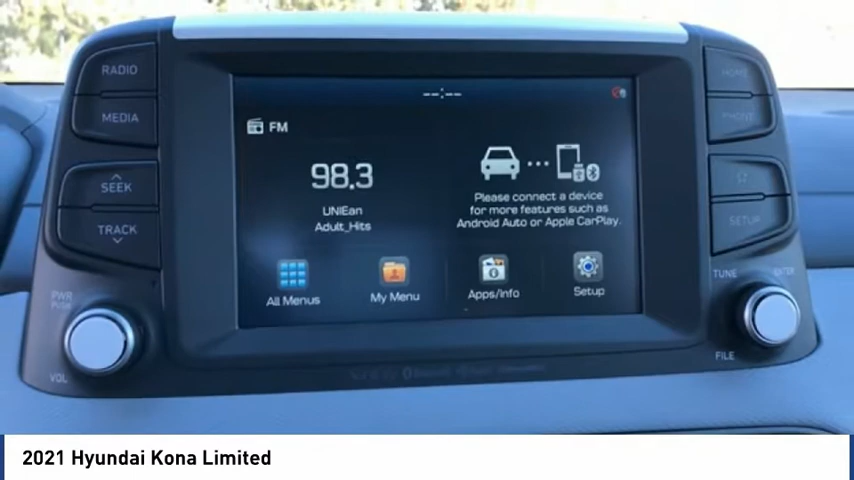 RADIO
MEDIA
SEEK
TRACK
PWR
PUSH
VOL
--:--
FM
98.3
UNIEan
Adult_Hits
Please connect a device
for more features such as
Android Auto or Apple CarPlay.
All Menus
My Menu
Apps/Info
Setup
HOME
PHONE
SETUP
TUNE
ENTER
FILE
2021 Hyundai Kona Limited